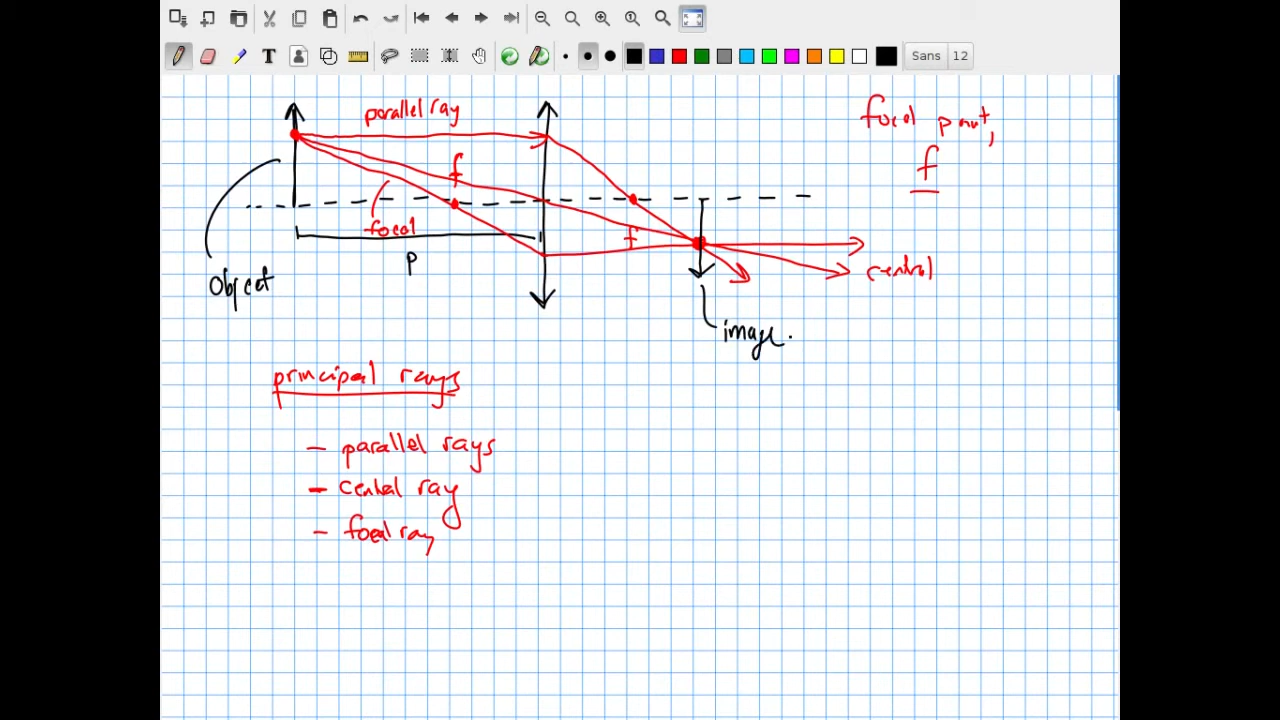 Sans 12
parallel ray
focal point,
f
f
focal
f
central
P
Object
image.
principal rays
- parallel rays
- central ray
- focal ray